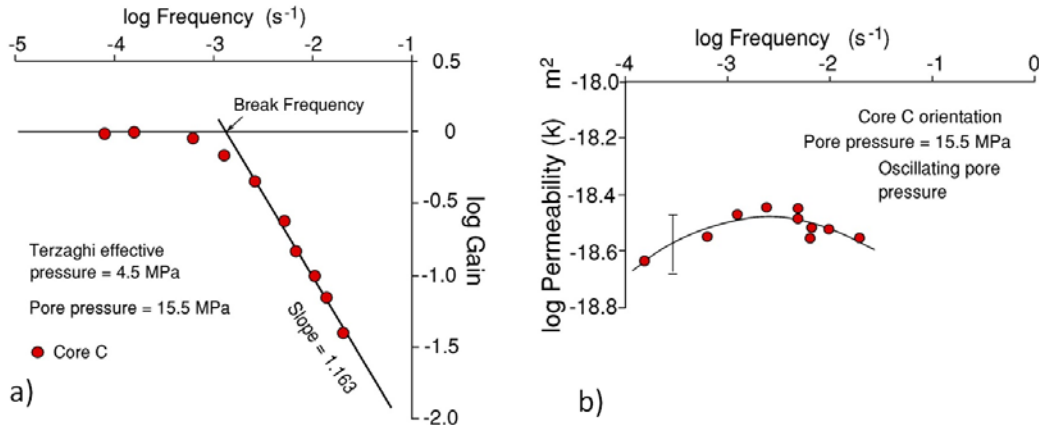 log Frequency (s⁻¹)
-5 -4 -3 -2 -1
0.5
Break Frequency
0
-0.5
log Gain
Terzaghi effective
pressure = 4.5 MPa
-1.0
Pore pressure = 15.5 MPa
Slope = 1.163
Core C
-1.5
a)
-2.0
log Frequency (s⁻¹)
-4 -3 -2 -1 0
log Permeability (k) m²
-18.0
Core C orientation
-18.2
Pore pressure = 15.5 MPa
Oscillating pore
pressure
-18.4
-18.6
-18.8
b)